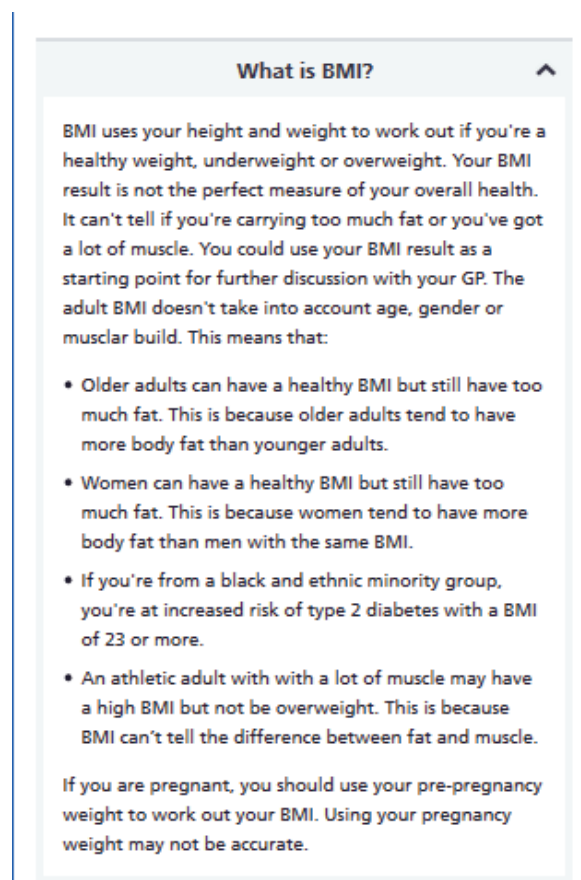 What is BMI?
BMI uses your height and weight to work out if you're a
healthy weight, underweight or overweight. Your BMI
result is not the perfect measure of your overall health.
It can't tell if you're carrying too much fat or you've got
a lot of muscle. You could use your BMI result as a
starting point for further discussion with your GP. The
adult BMI doesn't take into account age, gender or
musclar build. This means that:
• Older adults can have a healthy BMI but still have too
much fat. This is because older adults tend to have
more body fat than younger adults.
• Women can have a healthy BMI but still have too
much fat. This is because women tend to have more
body fat than men with the same BMI.
• If you're from a black and ethnic minority group,
you're at increased risk of type 2 diabetes with a BMI
of 23 or more.
• An athletic adult with with a lot of muscle may have
a high BMI but not be overweight. This is because
BMI can't tell the difference between fat and muscle.
If you are pregnant, you should use your pre-pregnancy
weight to work out your BMI. Using your pregnancy
weight may not be accurate.